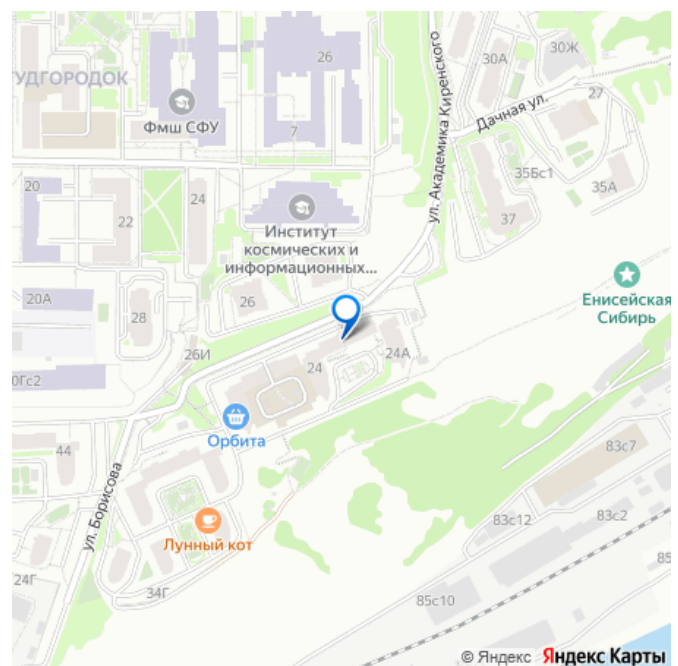 26
30А
30Ж
УДГОРОДОК
Фмш СФУ
7
ул. Академика Киренского
Дачная ул.
27
35Бс1
35А
37
20
22
24
Институт
космических и
информационных...
26
20А
28
26И
Енисейская
Сибирь
0Гс2
24
24А
Орбита
44
ул. Борисова
83с7
83с12
83с2
Лунный кот
24Г
34Г
85
85с10
© Яндекс Яндекс Карты